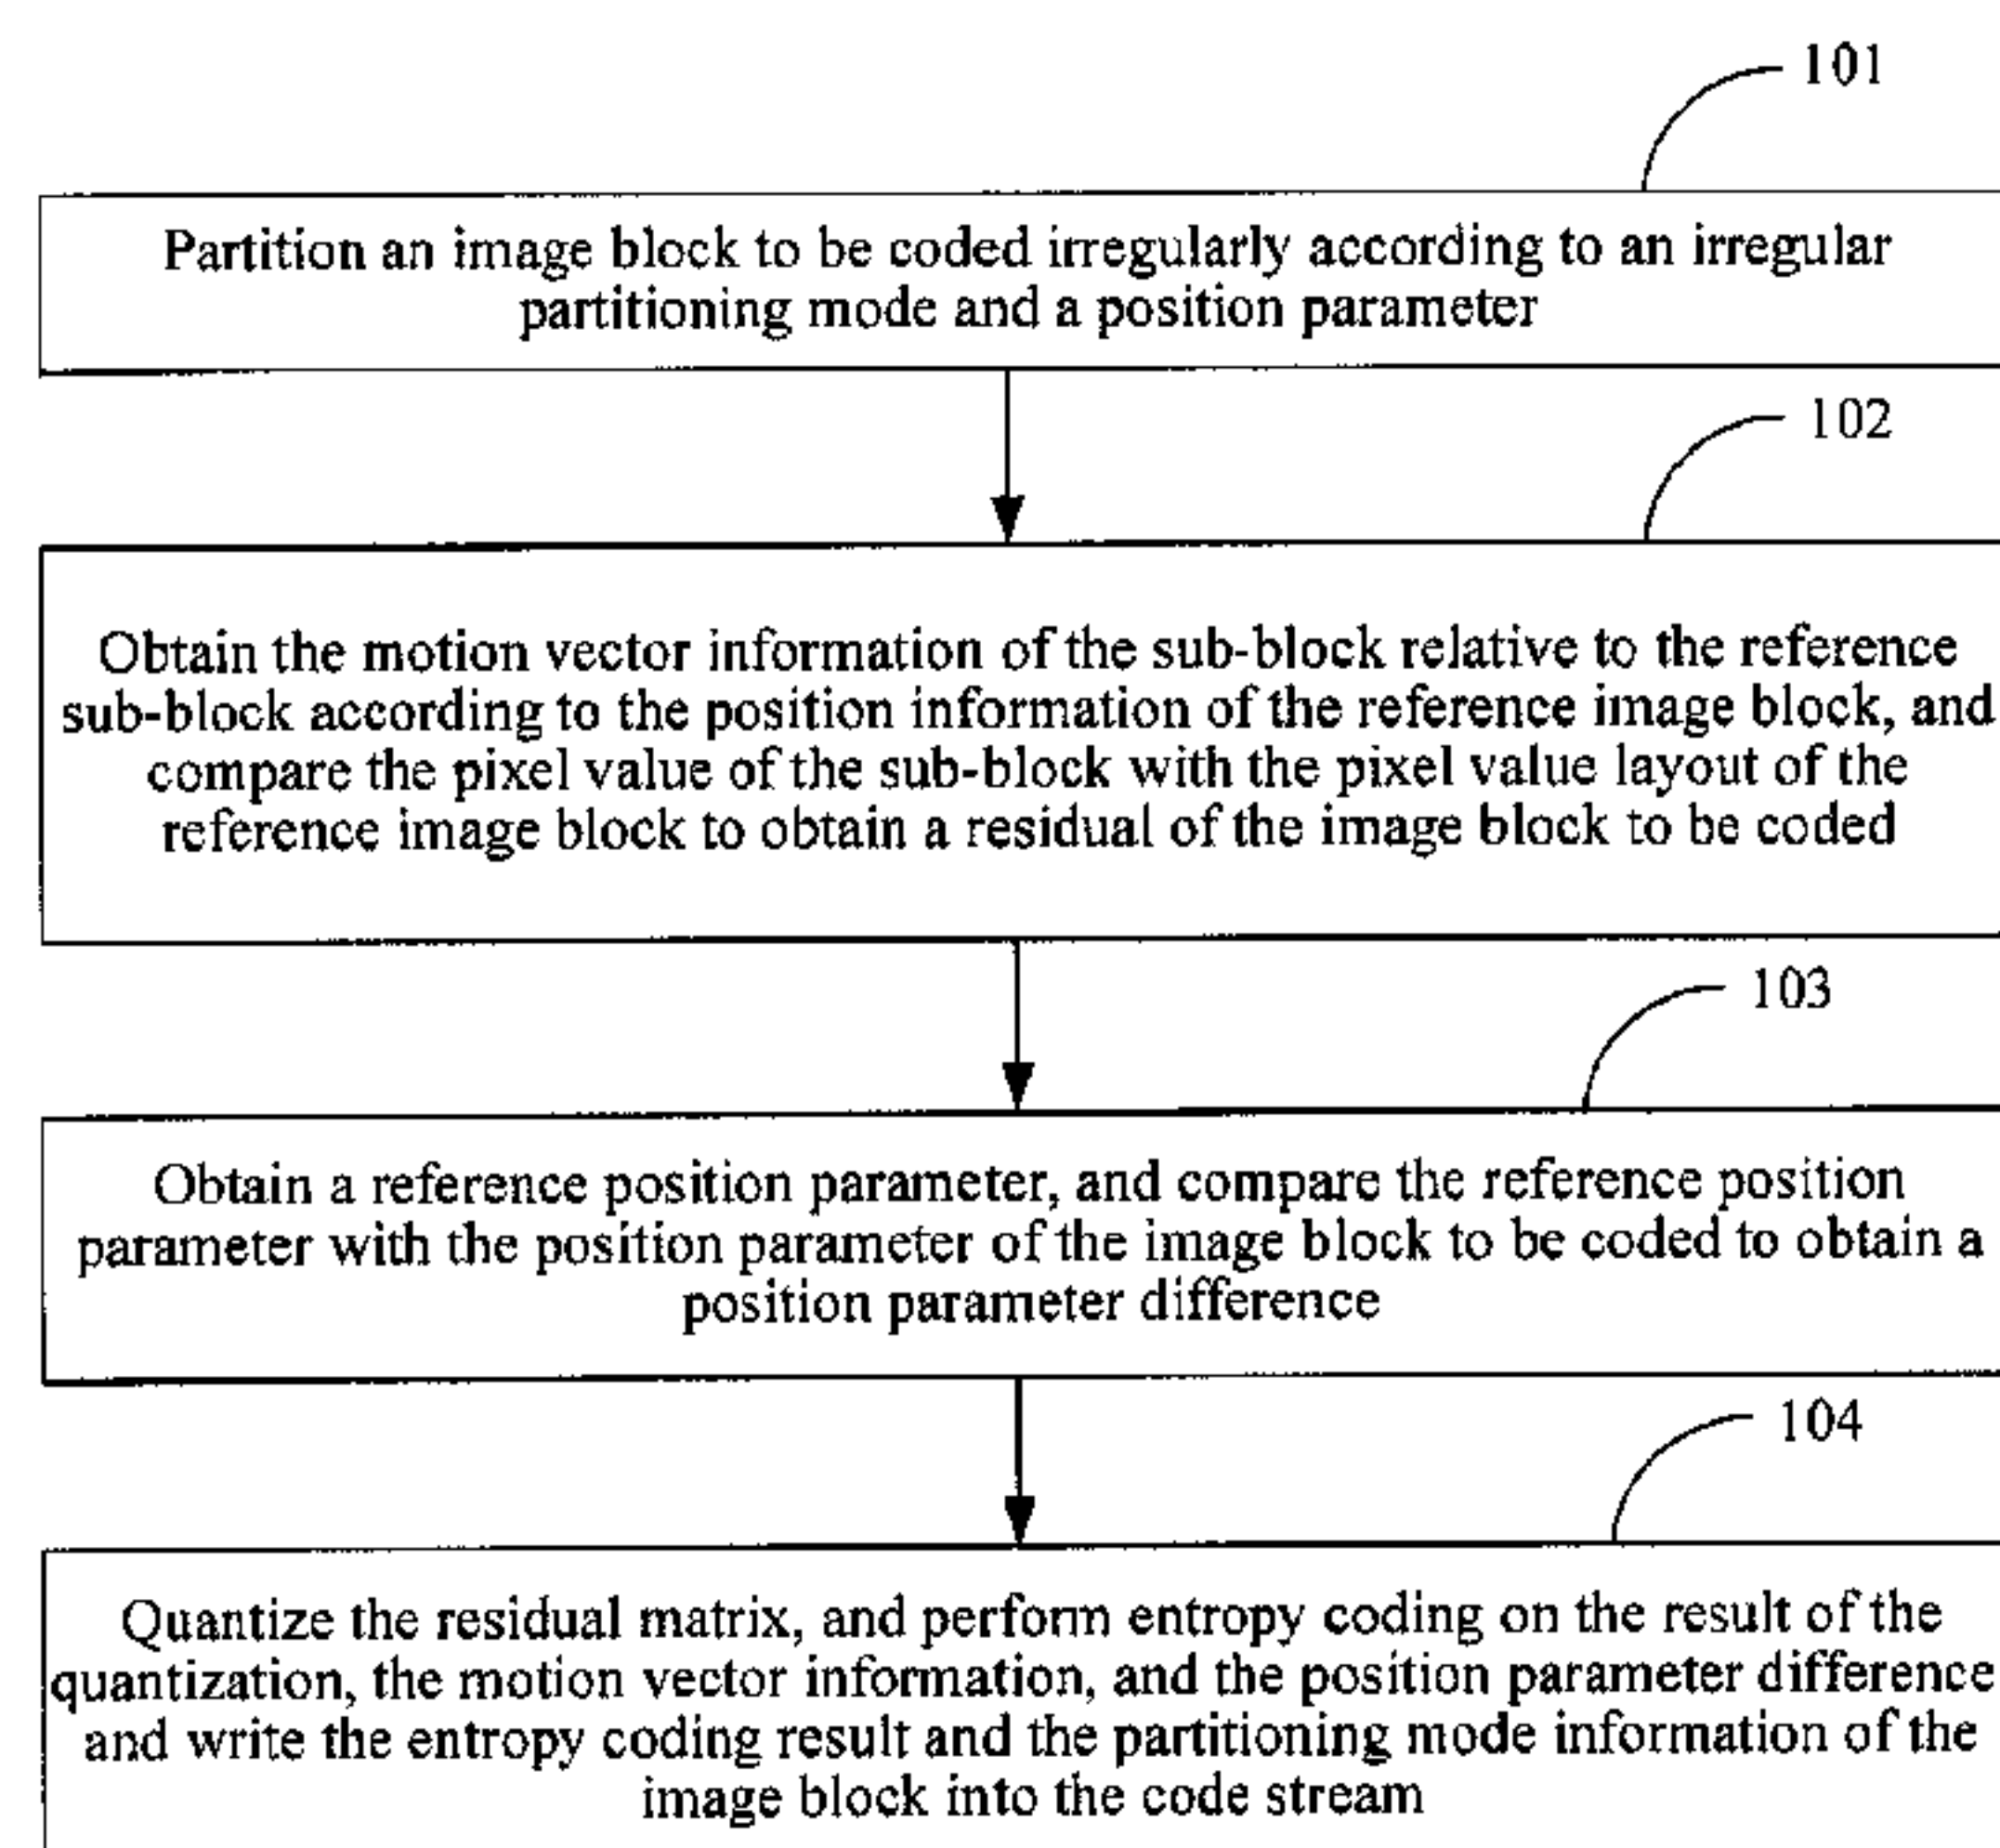 101
Partition an image block to be coded irregularly according to an irregular
partitioning mode and a position parameter
102
Obtain the motion vector information of the sub-block relative to the reference
sub-block according to the position information of the reference image block, and
compare the pixel value of the sub-block with the pixel value layout of the
reference image block to obtain a residual of the image block to be coded
103
Obtain a reference position parameter, and compare the reference position
parameter with the position parameter of the image block to be coded to obtain a
position parameter difference
104
Quantize the residual matrix, and perform entropy coding on the result of the
quantization, the motion vector information, and the position parameter difference
and write the entropy coding result and the partitioning mode information of the
image block into the code stream